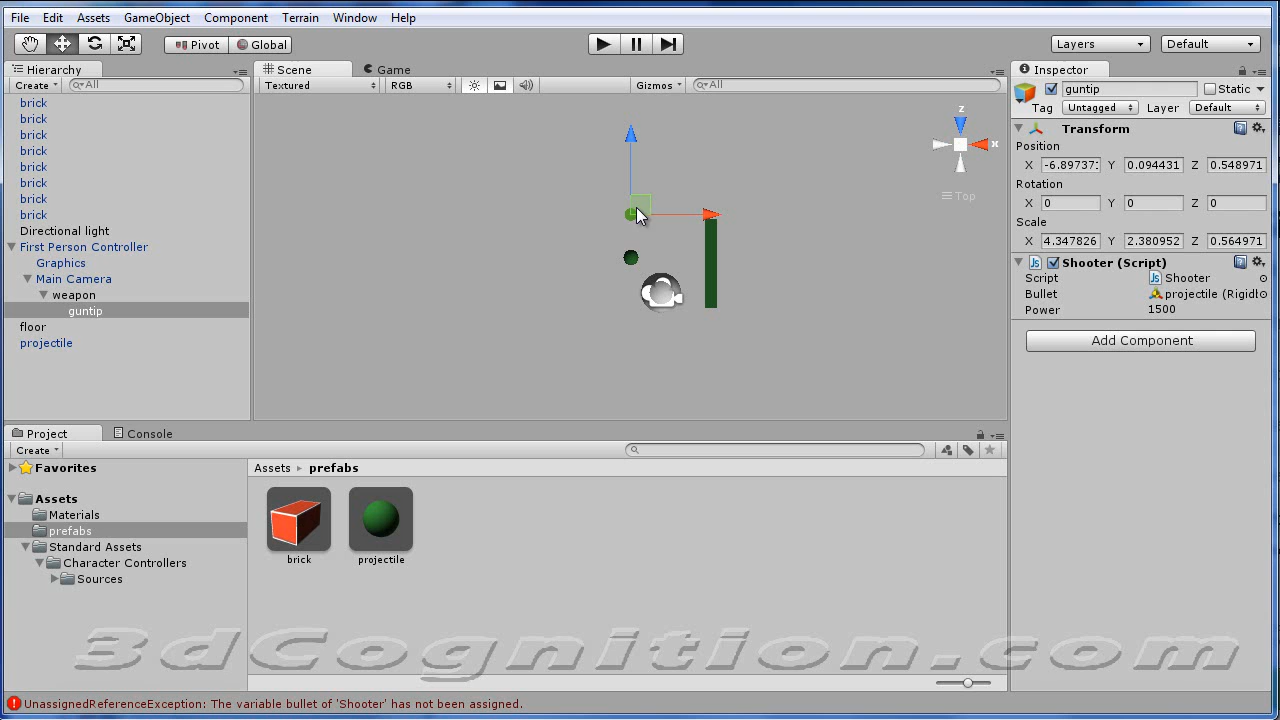 File Edit Assets GameObject Component Terrain Window Help
Pivot Global Layers Default
Hierarchy Scene Game Inspector
Create All Textured RGB Gizmos All
guntip Static
Tag Untagged Layer Default
brick
brick
brick
brick
brick
brick
brick
brick
Directional light
First Person Controller
Graphics
Main Camera
weapon
guntip
floor
projectile
z
x
Top
Transform
Position
X -6.89737 Y 0.094431 Z 0.548971
Rotation
X 0 Y 0 Z 0
Scale
X 4.347826 Y 2.380952 Z 0.564971
Shooter (Script)
Script Shooter
Bullet projectile (Rigid
Power 1500
Add Component
Project Console
Create
Favorites
Assets
Materials
prefabs
Standard Assets
Character Controllers
Sources
Assets prefabs
brick projectile
3dCognition.com
UnassignedReferenceException: The variable bullet of 'Shooter' has not been assigned.